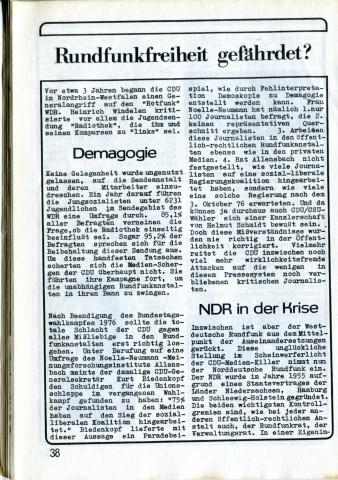 Rundfunkfreiheit gefährdet?
Vor etwa 3 Jahren begann die CDU
in Nordrhein-Westfalen einen Ge-
neralangriff auf den "Rotfunk"
WDR. Heinrich Windelen kriti-
sierte vor allem die Jugendsen-
dung "Radiothek", die ihm und
seinen Kumpanen zu "links" sei.
Demagogie
Keine Gelegenheit wurde ungenutzt
gelassen, auf die Sendeanstalt
und deren Mitarbeiter einzu-
dreschen. Ein Jahr darauf führen
die Jungsozialisten unter 6231
Jugendlichen im Sendegebiet des
WDR eine Umfrage durch. 85,1%
aller Befragten verneinen die
Frage, ob die Radiothek einseitig
beeinflußt sei. Sogar 95,2% der
Befragten sprechen sich für die
Beibehaltung dieser Sendung aus.
Um diese handfesten Tatsachen
scherten sich die Medien-Scher-
gen der CDU überhaupt nicht. Sie
führten ihre Kampagne fort, um
die unabhängigen Rundfunkanstal-
ten in ihren Bann zu zwingen.
Nach Beendigung des Bundestags-
wahlkampfes 1976 sollte die to-
tale Schlacht der CDU gegen
alles Mißliebige in den Rund-
funkanstalten erst richtig los-
gehen. Unter Berufung auf eine
Umfrage des Noelle-Neumann -Mei-
nungsforschungsinstituts Allens-
bach meinte der damalige CDU-Ge-
neralsekretär Kurt Biedenkopf
den Schuldigen für die Unions-
schlappe im vergangenen Wahl-
kampf gefunden zu haben: "75%
der Journalisten in den Medien
haben auf den Sieg der sozial-
liberalen Koalition hingearbei-
tet." Biedenkopf lieferte mit
dieser Aussage ein Paradebei-
spiel, wie durch Fehlinterpreta-
tion Demoskopie zu Demagogie
entstellt werden kann. Frau
Noelle-Neumann hat nämlich 1.nur
100 Journalisten befragt, die 2.
keinen repräsentativen Quer-
schnitt ergeben. 3. Arbeiten
diese Journalisten in den öffent-
lich-rechtlichen Rundfunkanstal-
ten ebenso wie in den privaten
Medien. 4. Hat Allensbach nicht
festgestellt, wie viele Journa-
listen auf eine sozial-liberale
Regierungskoalition hingearbei-
tet haben, sondern wie viele
eine solche Regierung nach dem
3. Oktober 76 erwartet haben. Und
das können ja durchaus auch CDU/CSU-
Wähler sich einer Kanzlerschaft
von Helmut Schmidt bewußt sein.
Doch diese Mißverständnisse wur-
den nie richtig in der Öffent-
lichkeit korrigiert. Vielmehr
reitet die CDU inzwischen noch
viel mehr wirklichkeitsfremde
Attacken auf die wenigen in
diesem Pressesystem noch ver-
bliebenen kritischen Journalis-
ten.
NDR in der Krise
Inzwischen ist aber der West-
deutsche Rundfunk aus dem Mittel-
punkt der Auseinandersetzungen
gerückt. Diese unglückliche
Stellung im Scheinwerferlicht
der CDU-Medien-Killer nimmt nun
der Norddeutsche Rundfunk ein.
Der NDR wurde im Jahre 1955 auf-
grund eines Staatsvertrages der
Länder Niedersachsen, Hamburg
und Schleswig-Holstein gegründet.
Die beiden wichtigsten Kontroll-
gremien sind, wie bei jeder an-
deren öffentlich-rechtlichen An-
stalt auch, der Rundfunkrat, der
Verwaltungsrat. In einer Eigenin-
38